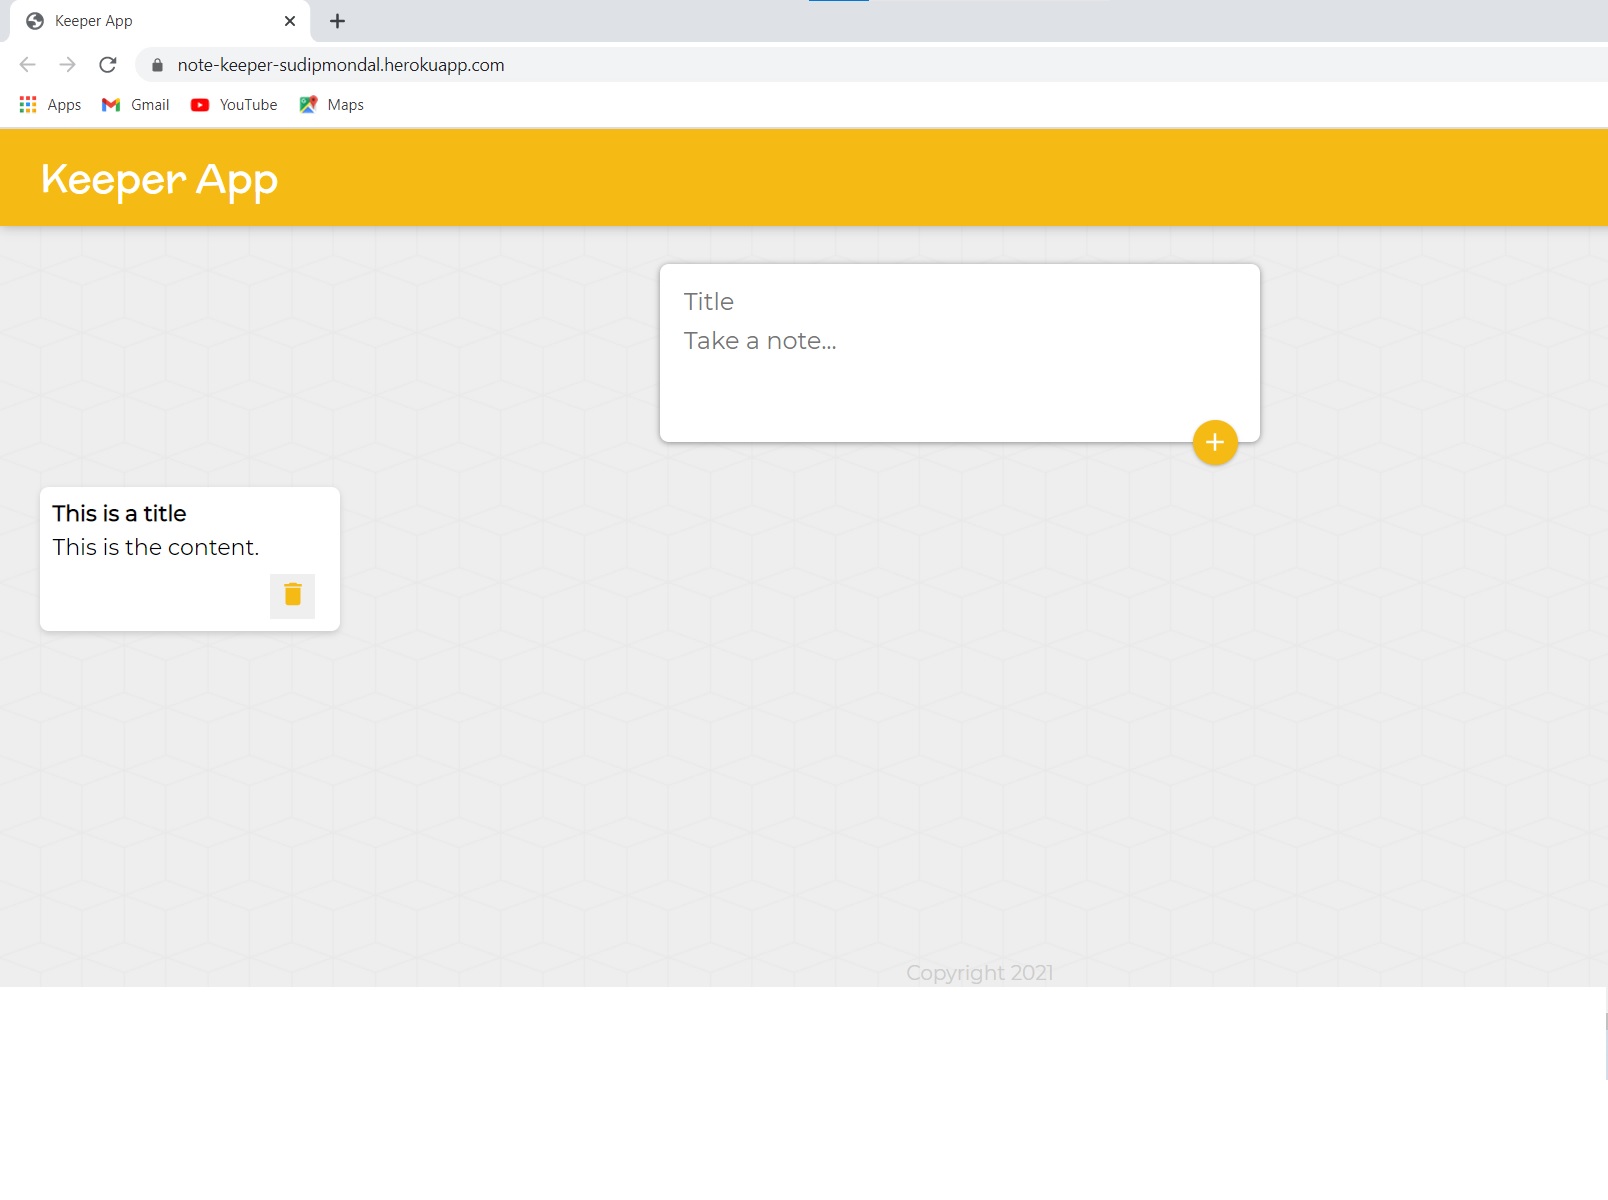 Keeper App
note-keeper-sudipmondal.herokuapp.com
Apps Gmail YouTube Maps
Keeper App
Title
Take a note...
This is a title
This is the content.
Copyright 2021